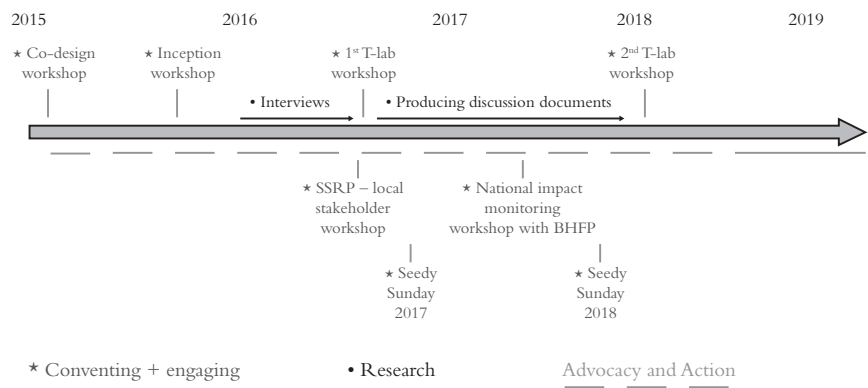 2015 2016 2017 2018 2019
★ Co-design
workshop
★ Inception
workshop
★ 1st T-lab
workshop
★ 2nd T-lab
workshop
• Interviews
• Producing discussion documents
★ SSRP – local
stakeholder
workshop
★ National impact
monitoring
workshop with BHFP
★ Seedy
Sunday
2017
★ Seedy
Sunday
2018
★ Conventing + engaging • Research Advocacy and Action